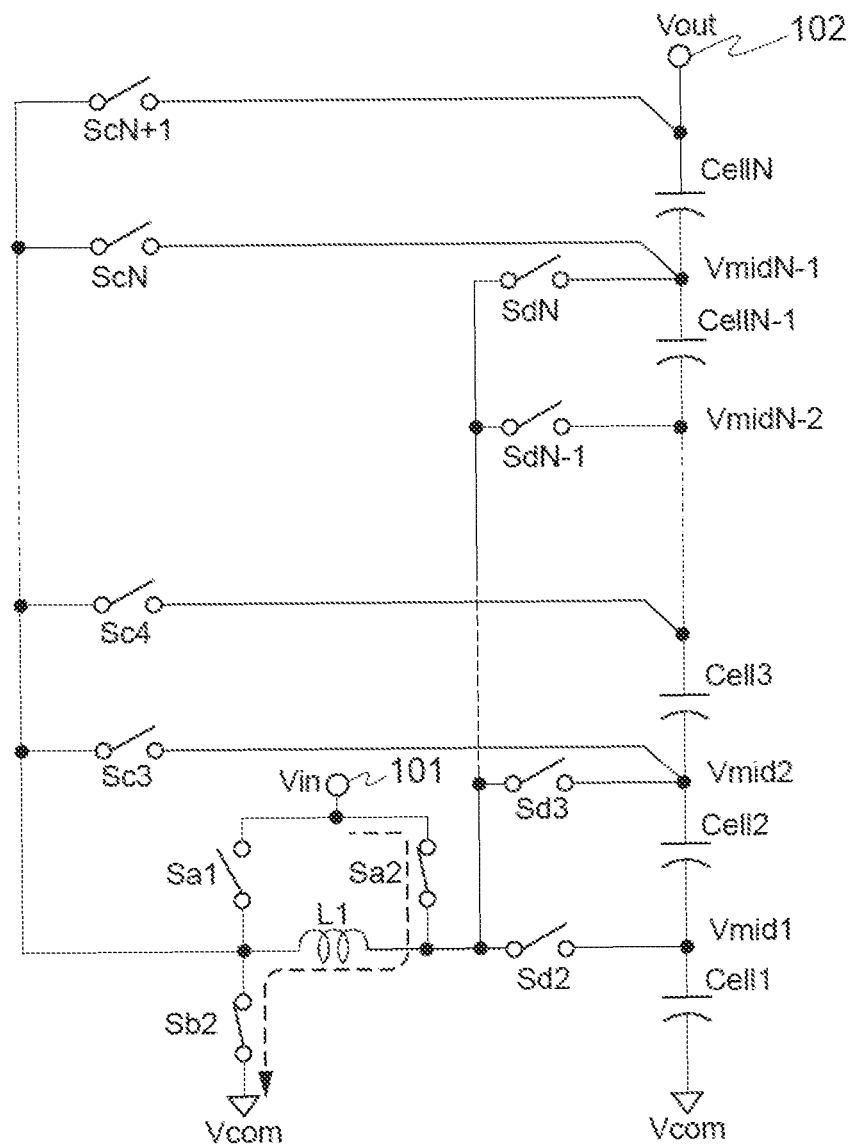 Vout
102
ScN+1
CellN
ScN
VmidN-1
SdN
CellN-1
VmidN-2
SdN-1
Sc4
Cell3
Sc3
Vin
101
Vmid2
Sd3
Cell2
Sa1
Sa2
L1
Vmid1
Sd2
Cell1
Sb2
Vcom
Vcom